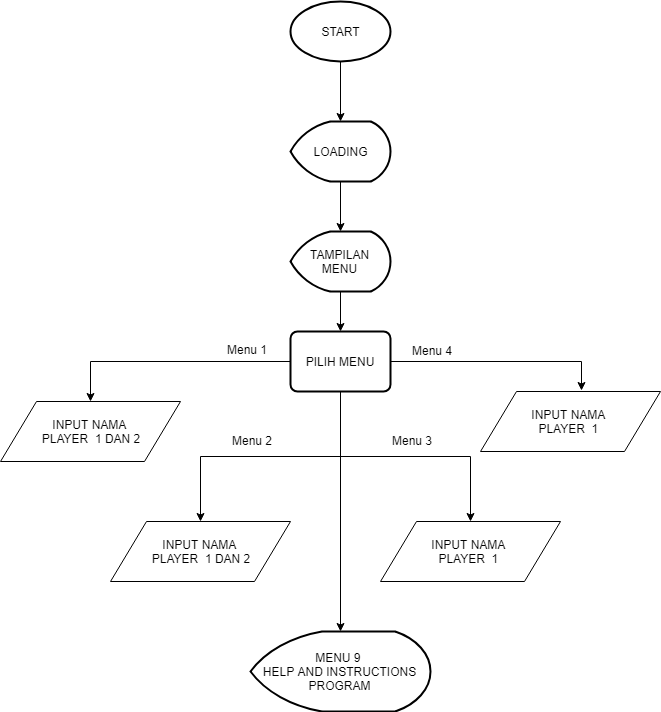 START
LOADING
TAMPILAN
MENU
PILIH MENU
Menu 1
Menu 4
INPUT NAMA
PLAYER 1 DAN 2
INPUT NAMA
PLAYER 1
Menu 2
Menu 3
INPUT NAMA
PLAYER 1 DAN 2
INPUT NAMA
PLAYER 1
MENU 9
HELP AND INSTRUCTIONS
PROGRAM